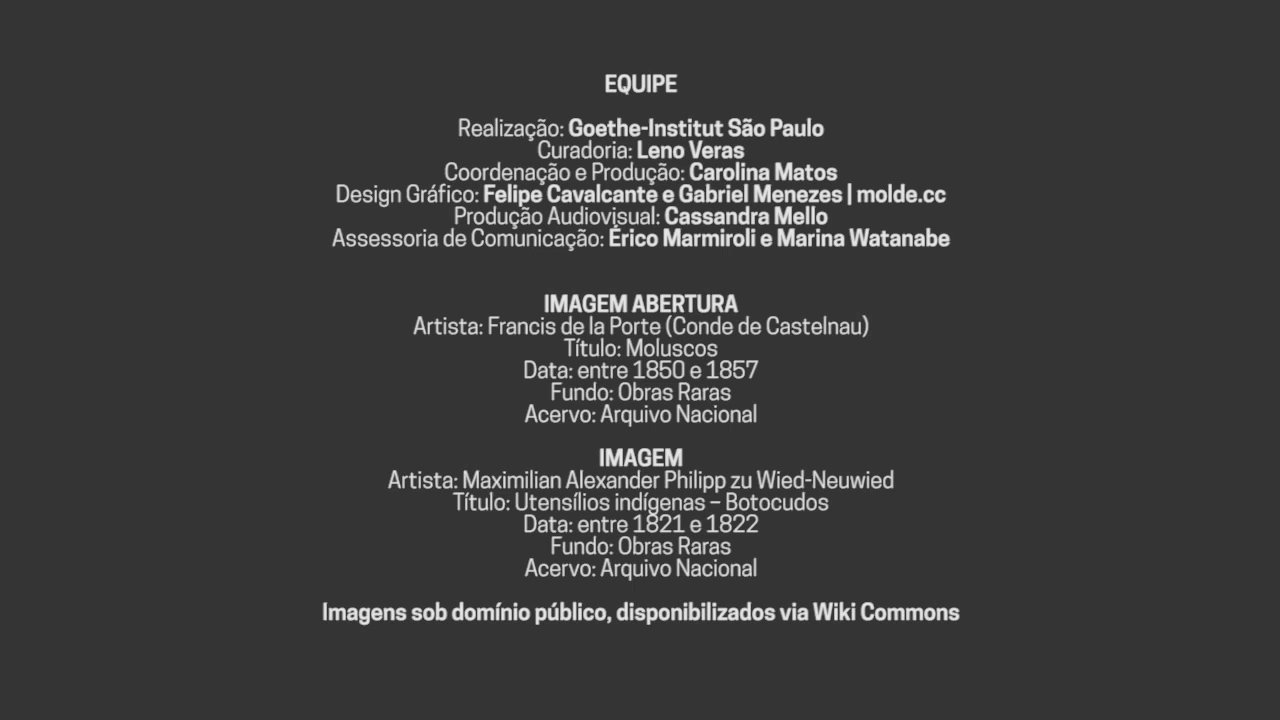 EQUIPE
Realização: Goethe-Institut São Paulo
Curadoria: Leno Veras
Coordenação e Produção: Carolina Matos
Design Gráfico: Felipe Cavalcante e Gabriel Menezes | molde.cc
Produção Audiovisual: Cassandra Mello
Assessoria de Comunicação: Érico Marmiroli e Marina Watanabe
IMAGEM ABERTURA
Artista: Francis de la Porte (Conde de Castelnau)
Título: Moluscos
Data: entre 1850 e 1857
Fundo: Obras Raras
Acervo: Arquivo Nacional
IMAGEM
Artista: Maximilian Alexander Philipp zu Wied-Neuwied
Título: Utensílios indígenas – Botocudos
Data: entre 1821 e 1822
Fundo: Obras Raras
Acervo: Arquivo Nacional
Imagens sob domínio público, disponibilizados via Wiki Commons